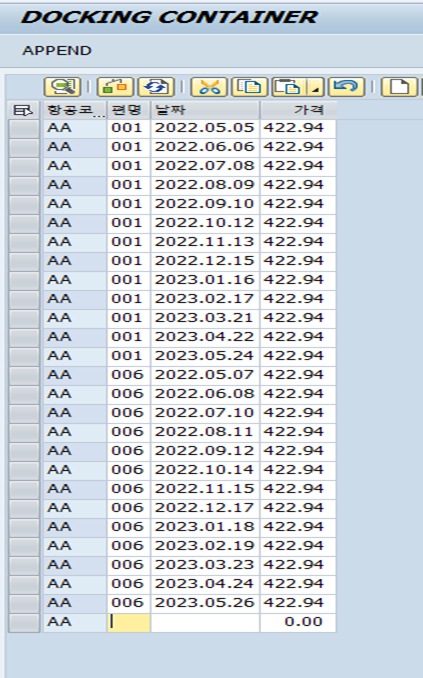 DOCKING CONTAINER
APPEND
항공코... 편명 날짜 가격
AA 001 2022.05.05 422.94
AA 001 2022.06.06 422.94
AA 001 2022.07.08 422.94
AA 001 2022.08.09 422.94
AA 001 2022.09.10 422.94
AA 001 2022.10.12 422.94
AA 001 2022.11.13 422.94
AA 001 2022.12.15 422.94
AA 001 2023.01.16 422.94
AA 001 2023.02.17 422.94
AA 001 2023.03.21 422.94
AA 001 2023.04.22 422.94
AA 001 2023.05.24 422.94
AA 006 2022.05.07 422.94
AA 006 2022.06.08 422.94
AA 006 2022.07.10 422.94
AA 006 2022.08.11 422.94
AA 006 2022.09.12 422.94
AA 006 2022.10.14 422.94
AA 006 2022.11.15 422.94
AA 006 2022.12.17 422.94
AA 006 2023.01.18 422.94
AA 006 2023.02.19 422.94
AA 006 2023.03.23 422.94
AA 006 2023.04.24 422.94
AA 006 2023.05.26 422.94
AA 0.00